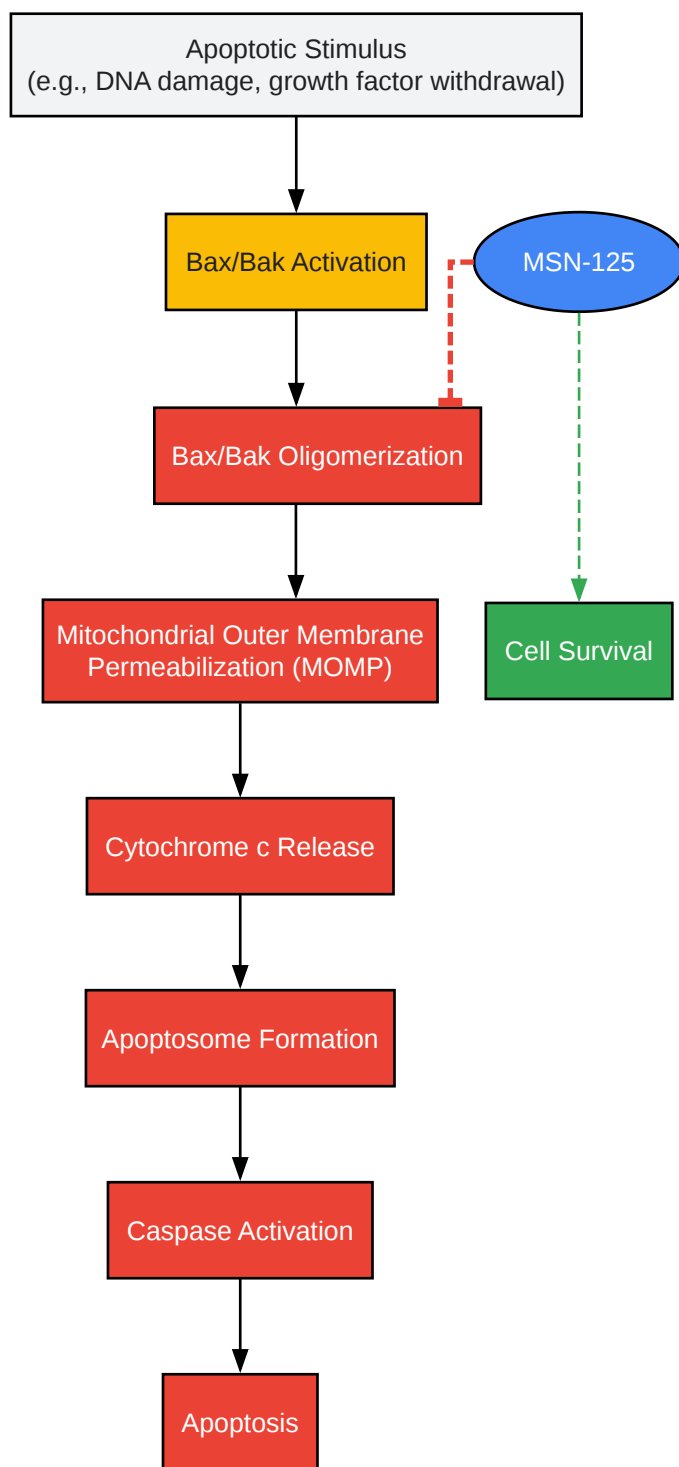 Apoptotic Stimulus
(e.g., DNA damage, growth factor withdrawal)
Bax/Bak Activation
MSN-125
Bax/Bak Oligomerization
Mitochondrial Outer Membrane
Permeabilization (MOMP)
Cell Survival
Cytochrome c Release
Apoptosome Formation
Caspase Activation
Apoptosis